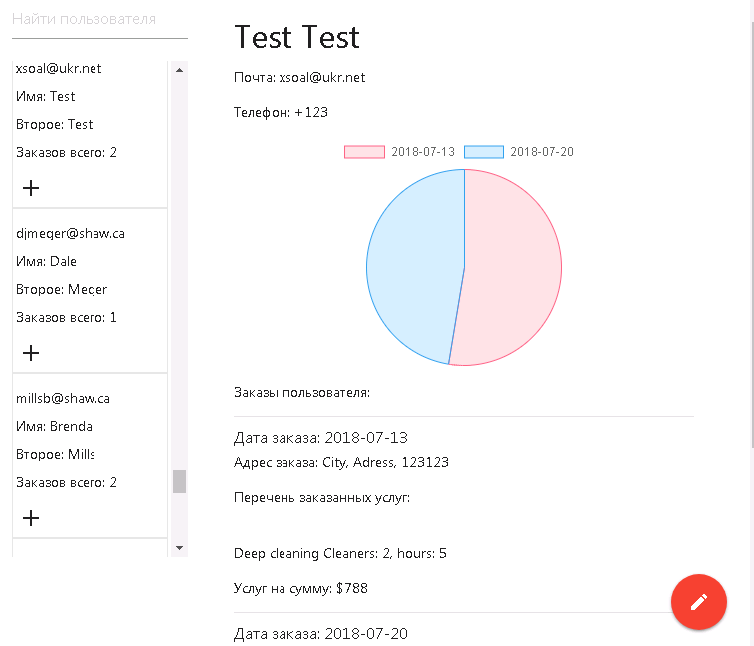 Найти пользователя
xsoal@ukr.net
Имя: Test
Второе: Test
Заказов всего: 2
+
djmeger@shaw.ca
Имя: Dale
Второе: Meger
Заказов всего: 1
+
millsb@shaw.ca
Имя: Brenda
Второе: Mills
Заказов всего: 2
+
Test Test
Почта: xsoal@ukr.net
Телефон: +123
2018-07-13 2018-07-20
Заказы пользователя:
Дата заказа: 2018-07-13
Адрес заказа: City, Adress, 123123
Перечень заказанных услуг:
Deep cleaning Cleaners: 2, hours: 5
Услуг на сумму: $788
Дата заказа: 2018-07-20